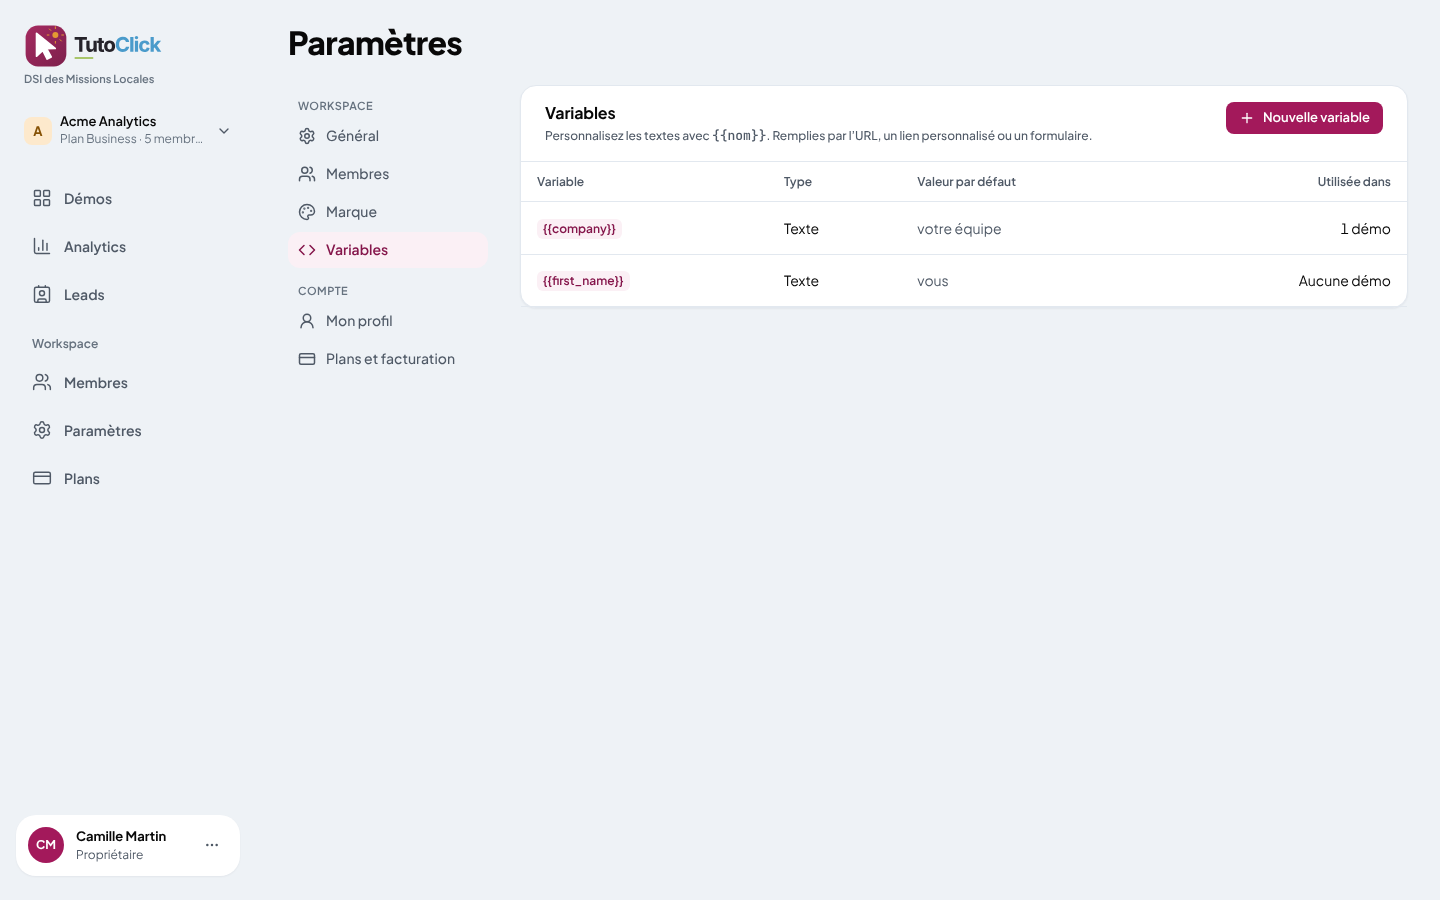 TutoClick
DSI des Missions Locales
A
Acme Analytics
Plan Business · 5 membr...
Démos
Analytics
Leads
Workspace
Membres
Paramètres
Plans
CM
Camille Martin
Propriétaire
Paramètres
WORKSPACE
Général
Membres
Marque
Variables
COMPTE
Mon profil
Plans et facturation
Variables
Personnalisez les textes avec {{nom}}. Remplies par l'URL, un lien personnalisé ou un formulaire.
Nouvelle variable
Variable Type Valeur par défaut Utilisée dans
{{company}} Texte votre équipe 1 démo
{{first_name}} Texte vous Aucune démo